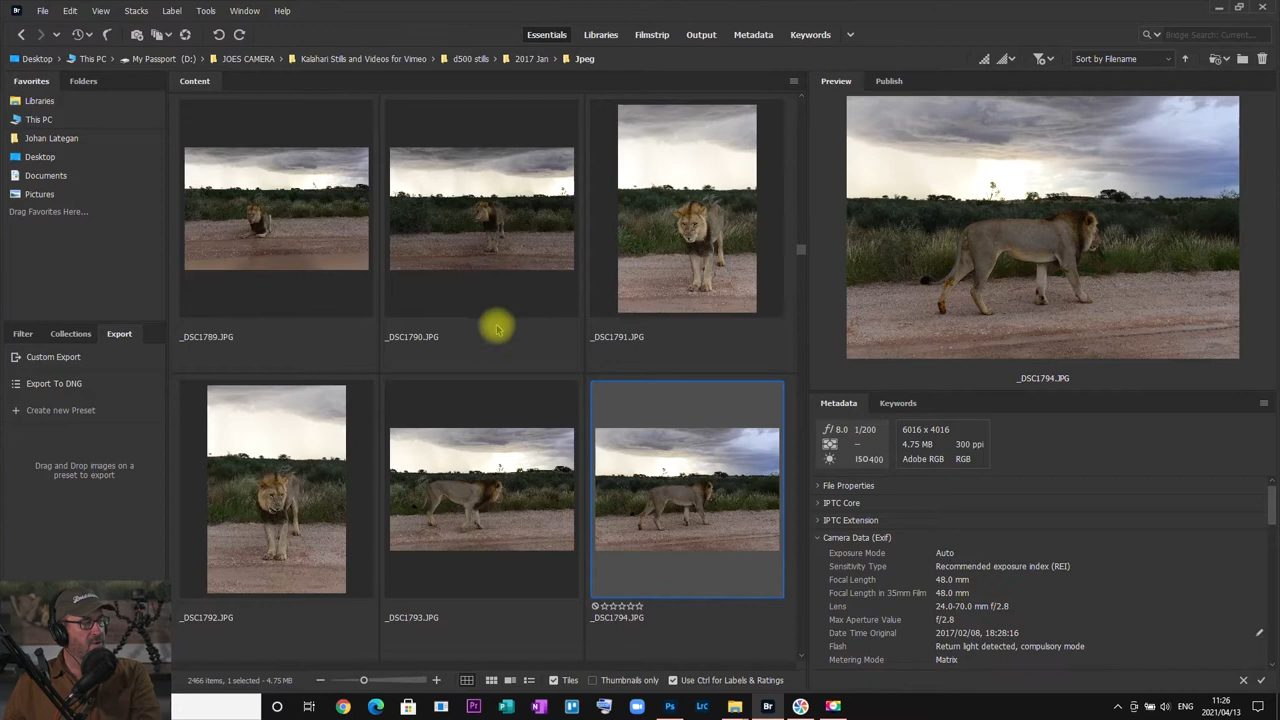 Br File Edit View Stacks Label Tools Window Help
Essentials Libraries Filmstrip Output Metadata Keywords
Bridge Search: Current...
Desktop > This PC > My Passport (D:) > JOES CAMERA > Kalahari Stills and Videos for Vimeo > d500 stills > 2017 Jan > Jpeg
Sort by Filename
Favorites Folders
Libraries
This PC
Johan Lategan
Desktop
Documents
Pictures
Drag Favorites Here...
Filter Collections Export
Custom Export
Export To DNG
Create new Preset
Drag and Drop images on a
preset to export
Content
_DSC1789.JPG
_DSC1790.JPG
_DSC1791.JPG
_DSC1792.JPG
_DSC1793.JPG
_DSC1794.JPG
2466 items, 1 selected - 4.75 MB
Tiles Thumbnails only Use Ctrl for Labels & Ratings
Preview Publish
_DSC1794.JPG
Metadata Keywords
f/ 8.0 1/200
--
ISO400
6016 x 4016
4.75 MB 300 ppi
Adobe RGB RGB
File Properties
IPTC Core
IPTC Extension
Camera Data (Exif)
Exposure Mode Auto
Sensitivity Type Recommended exposure index (REI)
Focal Length 48.0 mm
Focal Length in 35mm Film 48.0 mm
Lens 24.0-70.0 mm f/2.8
Max Aperture Value f/2.8
Date Time Original 2017/02/08, 18:28:16
Flash Return light detected, compulsory mode
Metering Mode Matrix
Pr Ps Lrc Br
ENG
11:26
2021/04/13